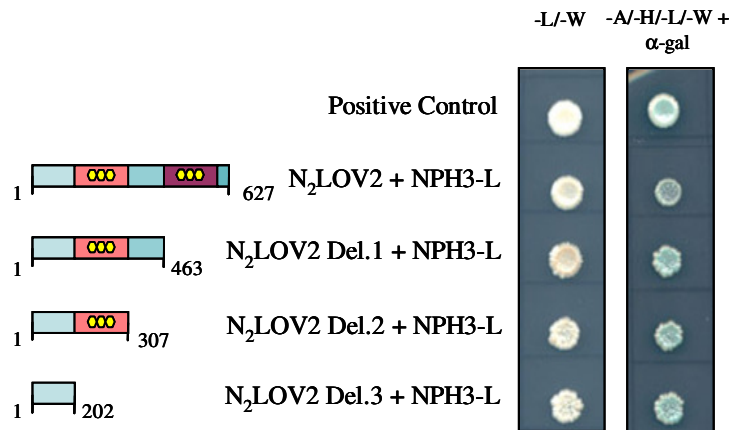 -L/-W
-A/-H/-L/-W +
α-gal
Positive Control
1
627
N₂LOV2 + NPH3-L
1
463
N₂LOV2 Del.1 + NPH3-L
1
307
N₂LOV2 Del.2 + NPH3-L
1
202
N₂LOV2 Del.3 + NPH3-L